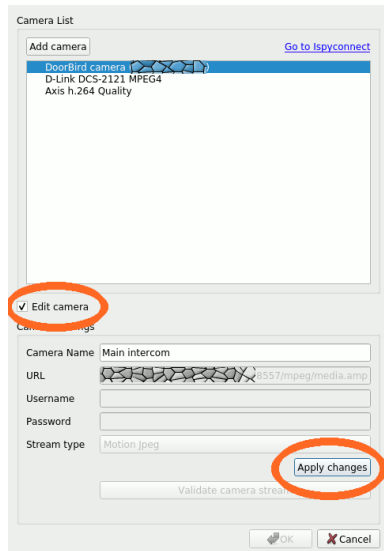 Camera List
Add camera
Go to Ispyconnect
DoorBird camera
D-Link DCS-2121 MPEG4
Axis h.264 Quality
Edit camera
Camera Name Main intercom
URL 8557/mpeg/media.amp
Username
Password
Stream type Motion Jpeg
Apply changes
Validate camera stream
OK Cancel